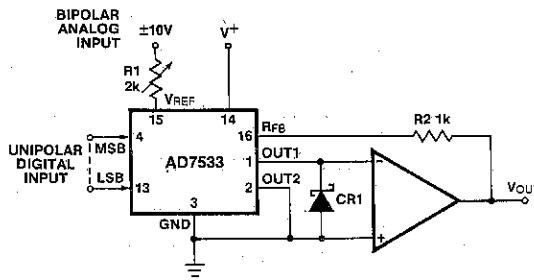 BIPOLAR
ANALOG
INPUT
±10V
V+
R1
2k
VREF
15
14
RFB
16
R2 1k
UNIPOLAR
DIGITAL
INPUT
MSB
4
AD7533
1
OUT1
LSB
13
2
OUT2
CR1
VOUT
3
GND
−
+